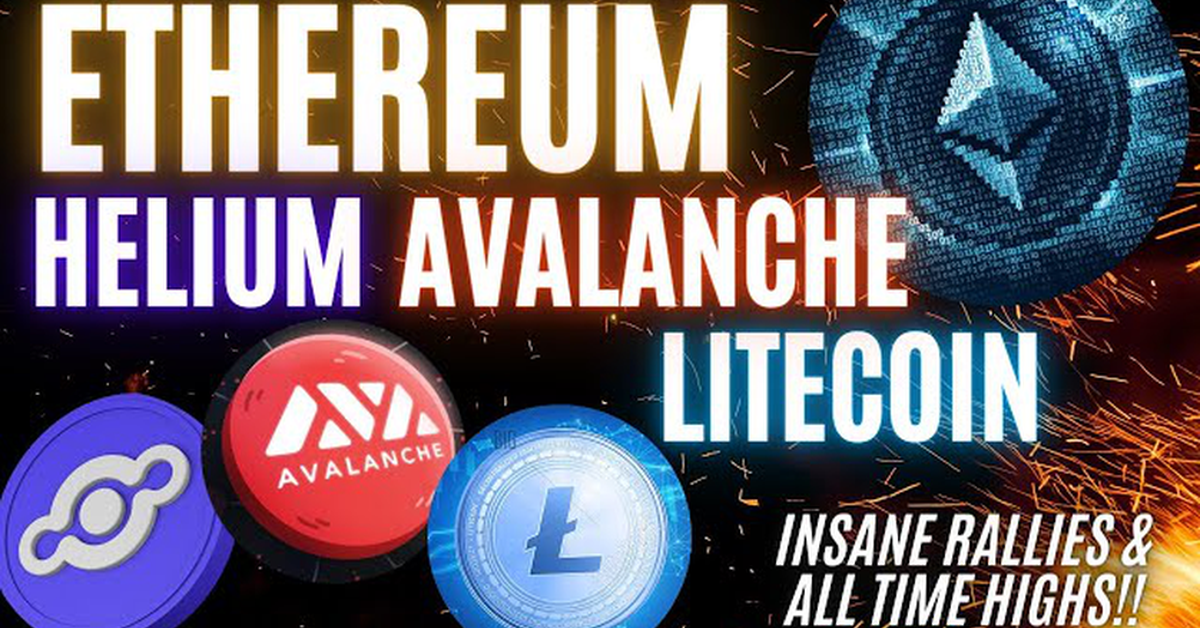 ETHEREUM
HELIUM AVALANCHE
LITECOIN
AVALANCHE
INSANE RALLIES &
ALL TIME HIGHS!!